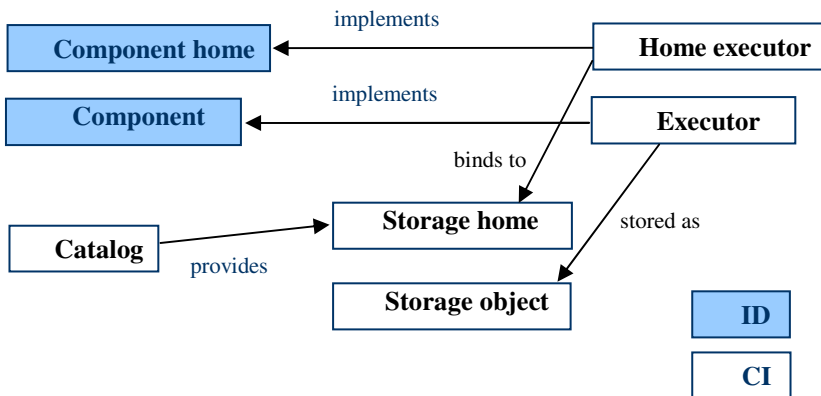 implements
Component home
Home executor
implements
Component
Executor
binds to
Storage home
stored as
Catalog
provides
Storage object
ID
CI